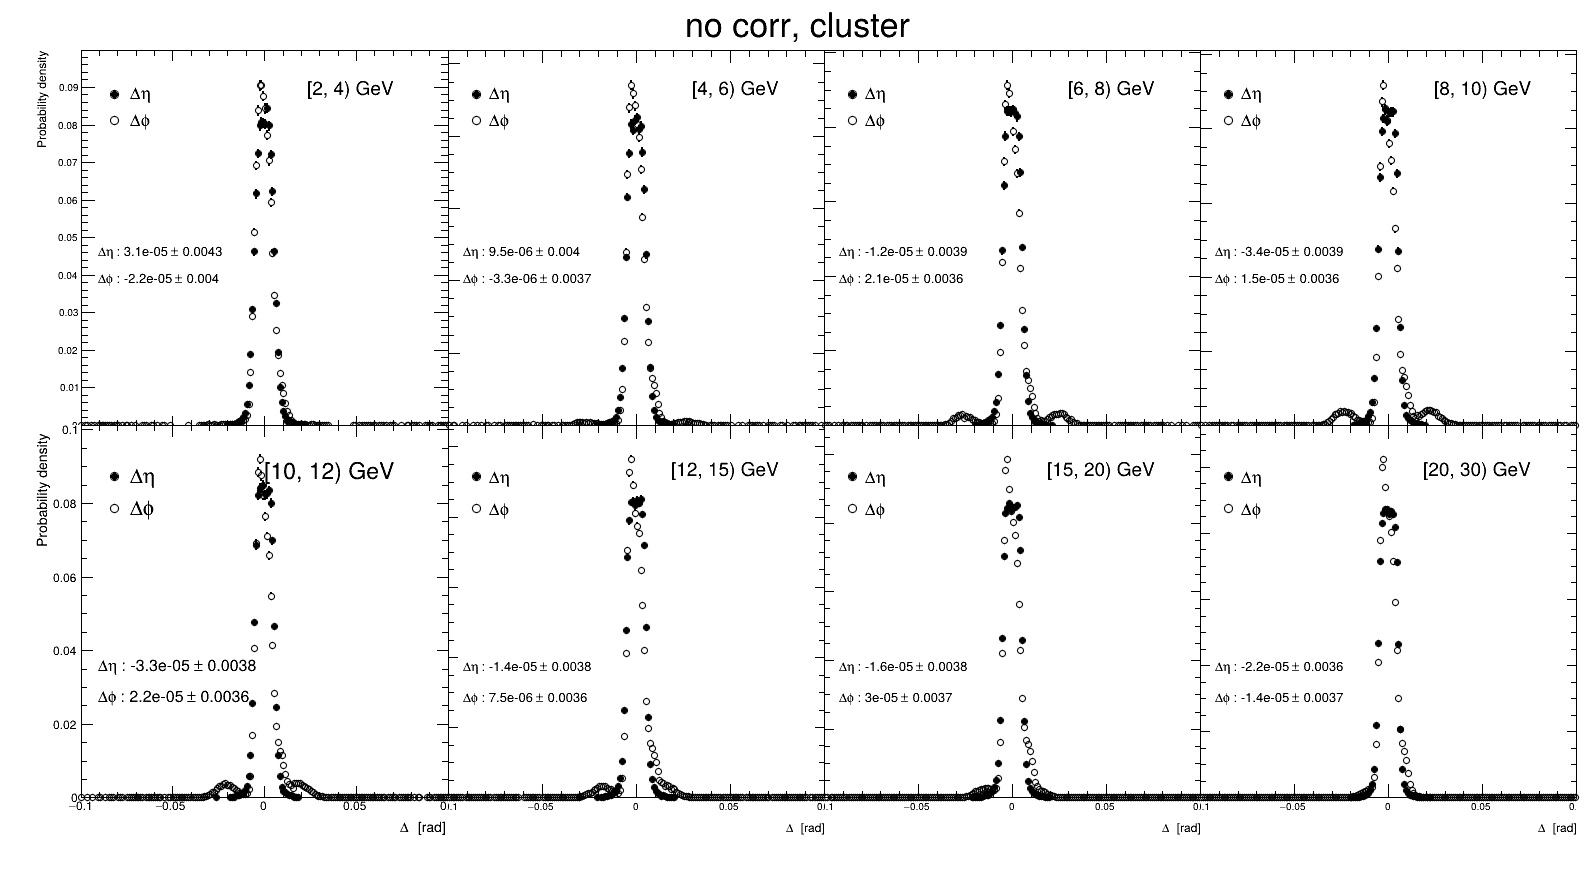 no corr, cluster
Probability density
0.09
0.08
0.07
0.06
0.05
0.04
0.03
0.02
0.01
[2, 4) GeV
Δη
Δϕ
Δη : 3.1e-05 ± 0.0043
Δϕ : -2.2e-05 ± 0.004
[4, 6) GeV
Δη
Δϕ
Δη : 9.5e-06 ± 0.004
Δϕ : -3.3e-06 ± 0.0037
[6, 8) GeV
Δη
Δϕ
Δη : -1.2e-05 ± 0.0039
Δϕ : 2.1e-05 ± 0.0036
[8, 10) GeV
Δη
Δϕ
Δη : -3.4e-05 ± 0.0039
Δϕ : 1.5e-05 ± 0.0036
Probability density
0.1
0.08
0.06
0.04
0.02
0
[10, 12) GeV
Δη
Δϕ
Δη : -3.3e-05 ± 0.0038
Δϕ : 2.2e-05 ± 0.0036
−0.1 −0.05 0 0.05 0.1
Δ [rad]
[12, 15) GeV
Δη
Δϕ
Δη : -1.4e-05 ± 0.0038
Δϕ : 7.5e-06 ± 0.0036
−0.05 0 0.05 0.1
Δ [rad]
[15, 20) GeV
Δη
Δϕ
Δη : -1.6e-05 ± 0.0038
Δϕ : 3e-05 ± 0.0037
−0.05 0 0.05 0.1
Δ [rad]
[20, 30) GeV
Δη
Δϕ
Δη : -2.2e-05 ± 0.0036
Δϕ : -1.4e-05 ± 0.0037
−0.05 0 0.05
Δ [rad]